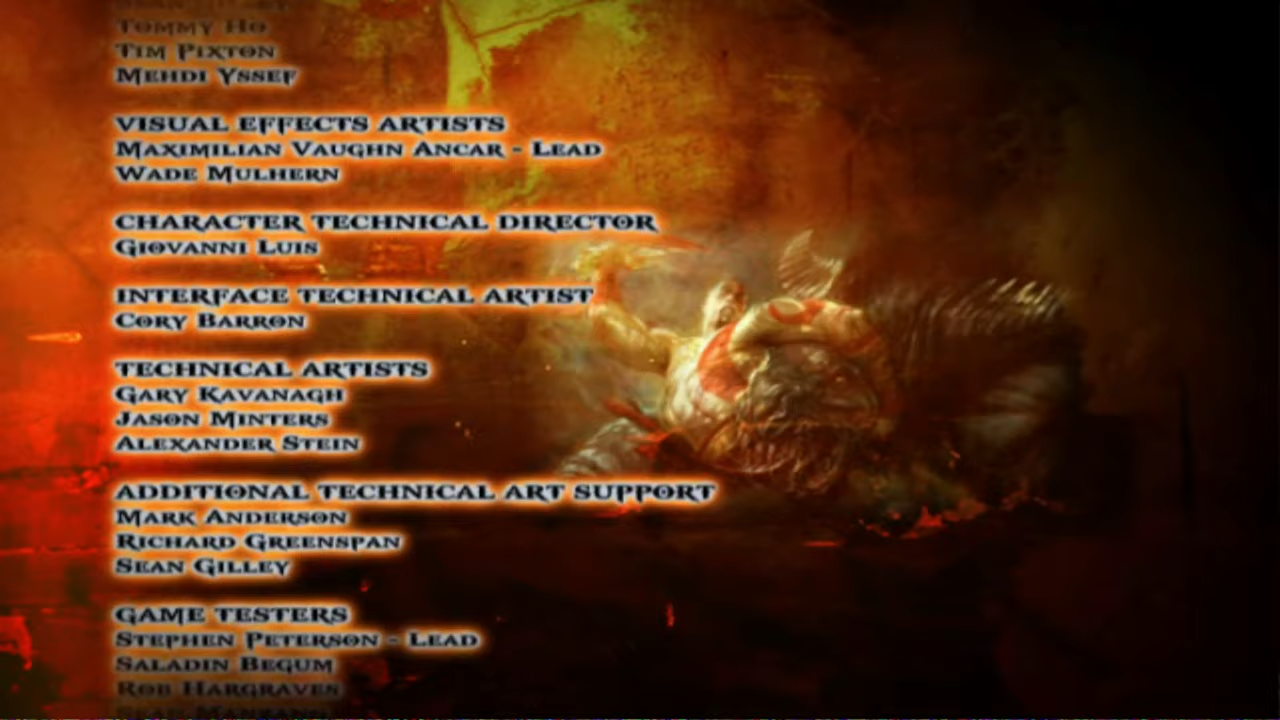 Tommy Ho
Tim Pixton
Mehdi Yssef
VISUAL EFFECTS ARTISTS
Maximilian Vaughn Ancar - Lead
Wade Mulhern
CHARACTER TECHNICAL DIRECTOR
Giovanni Luis
INTERFACE TECHNICAL ARTIST
Cory Barron
TECHNICAL ARTISTS
Gary Kavanagh
Jason Minters
Alexander Stein
ADDITIONAL TECHNICAL ART SUPPORT
Mark Anderson
Richard Greenspan
Sean Gilley
GAME TESTERS
Stephen Peterson - Lead
Saladin Begum
Rob Hargraves